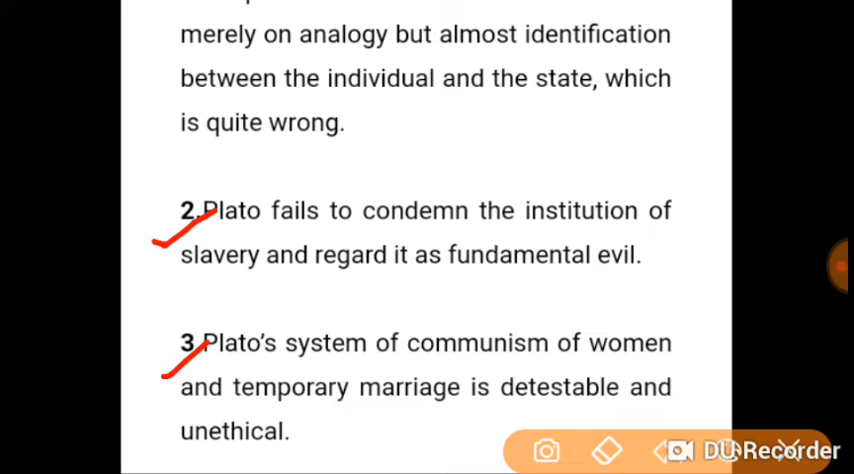 merely on analogy but almost identification
between the individual and the state, which
is quite wrong.
2.Plato fails to condemn the institution of
slavery and regard it as fundamental evil.
3.Plato's system of communism of women
and temporary marriage is detestable and
unethical.
DU Recorder